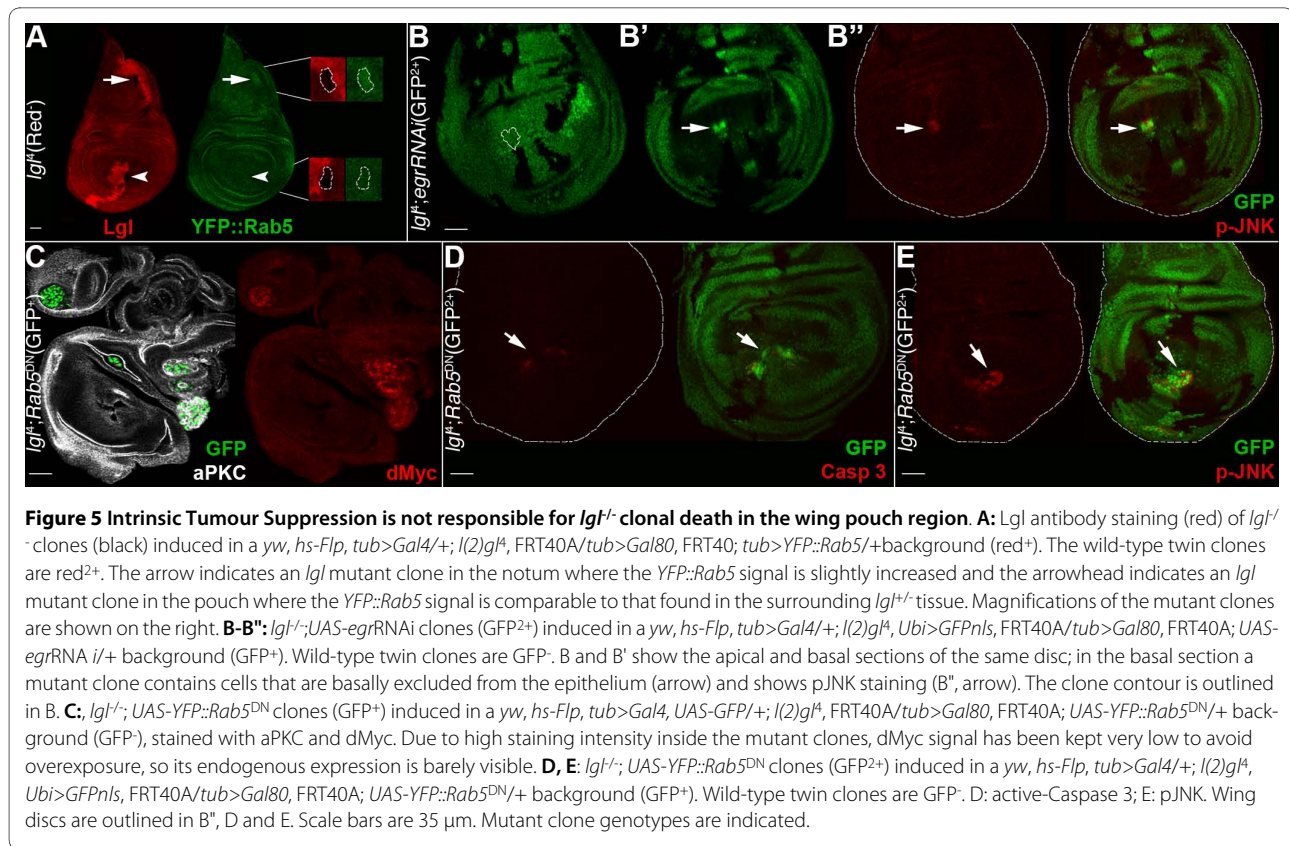 A
B
B'
B"
lgl⁴(Red⁻)
Lgl
YFP::Rab5
lgl⁴;egrRNAi(GFP²⁺)
GFP
p-JNK
C
D
E
lgl⁴;Rab5ᴰᴺ(GFP⁺)
GFP
aPKC
dMyc
lgl⁴;Rab5ᴰᴺ(GFP²⁺)
GFP
Casp 3
lgl⁴;Rab5ᴰᴺ(GFP²⁺)
GFP
p-JNK
Figure 5 Intrinsic Tumour Suppression is not responsible for lgl⁻/⁻ clonal death in the wing pouch region. A: Lgl antibody staining (red) of lgl⁻/
⁻ clones (black) induced in a yw, hs-Flp, tub>Gal4/+; l(2)gl⁴, FRT40A/tub>Gal80, FRT40; tub>YFP::Rab5/+background (red⁺). The wild-type twin clones
are red²⁺. The arrow indicates an lgl mutant clone in the notum where the YFP::Rab5 signal is slightly increased and the arrowhead indicates an lgl
mutant clone in the pouch where the YFP::Rab5 signal is comparable to that found in the surrounding lgl⁺/⁻ tissue. Magnifications of the mutant clones
are shown on the right. B-B": lgl⁻/⁻;UAS-egrRNAi clones (GFP²⁺) induced in a yw, hs-Flp, tub>Gal4/+; l(2)gl⁴, Ubi>GFPnls, FRT40A/tub>Gal80, FRT40A; UAS-
egrRNA i/+ background (GFP⁺). Wild-type twin clones are GFP⁻. B and B' show the apical and basal sections of the same disc; in the basal section a
mutant clone contains cells that are basally excluded from the epithelium (arrow) and shows pJNK staining (B", arrow). The clone contour is outlined
in B. C:, lgl⁻/⁻; UAS-YFP::Rab5ᴰᴺ clones (GFP⁺) induced in a yw, hs-Flp, tub>Gal4, UAS-GFP/+; l(2)gl⁴, FRT40A/tub>Gal80, FRT40A; UAS-YFP::Rab5ᴰᴺ/+ back-
ground (GFP⁻), stained with aPKC and dMyc. Due to high staining intensity inside the mutant clones, dMyc signal has been kept very low to avoid
overexposure, so its endogenous expression is barely visible. D, E: lgl⁻/⁻; UAS-YFP::Rab5ᴰᴺ clones (GFP²⁺) induced in a yw, hs-Flp, tub>Gal4/+; l(2)gl⁴,
Ubi>GFPnls, FRT40A/tub>Gal80, FRT40A; UAS-YFP::Rab5ᴰᴺ/+ background (GFP⁺). Wild-type twin clones are GFP⁻. D: active-Caspase 3; E: pJNK. Wing
discs are outlined in B", D and E. Scale bars are 35 μm. Mutant clone genotypes are indicated.